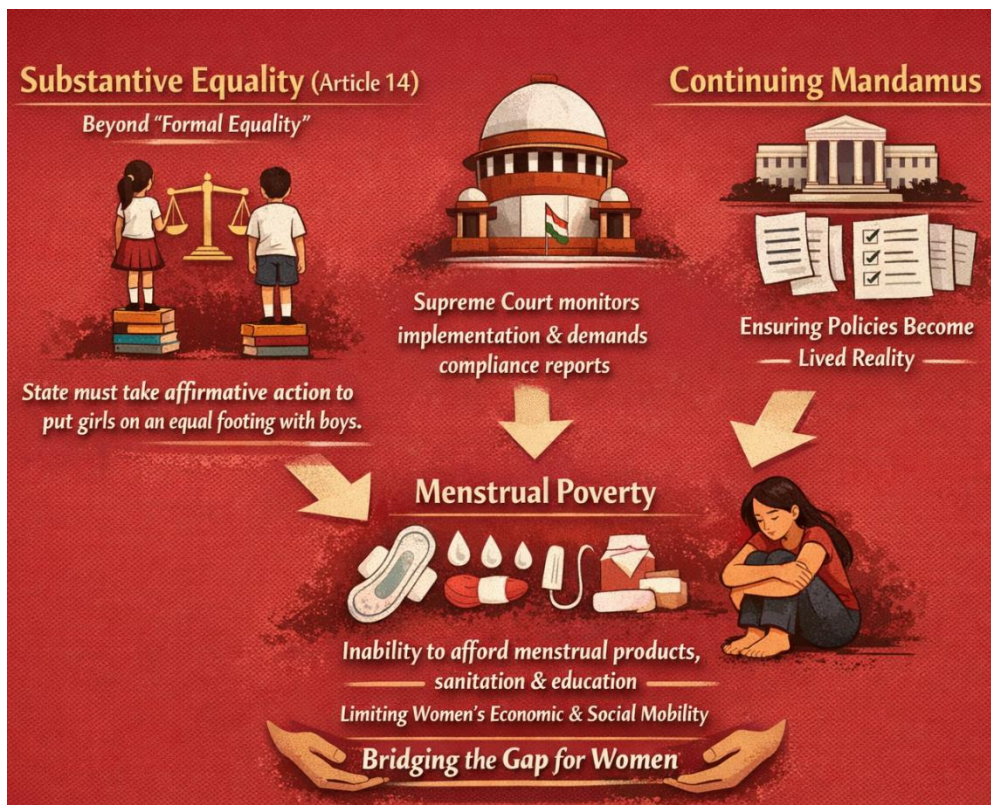 Substantive Equality (Article 14)
Beyond "Formal Equality"
State must take affirmative action to
put girls on an equal footing with boys.
Supreme Court monitors
implementation & demands
compliance reports
Continuing Mandamus
Ensuring Policies Become
Lived Reality
Menstrual Poverty
Inability to afford menstrual products,
sanitation & education
Limiting Women's Economic & Social Mobility
Bridging the Gap for Women